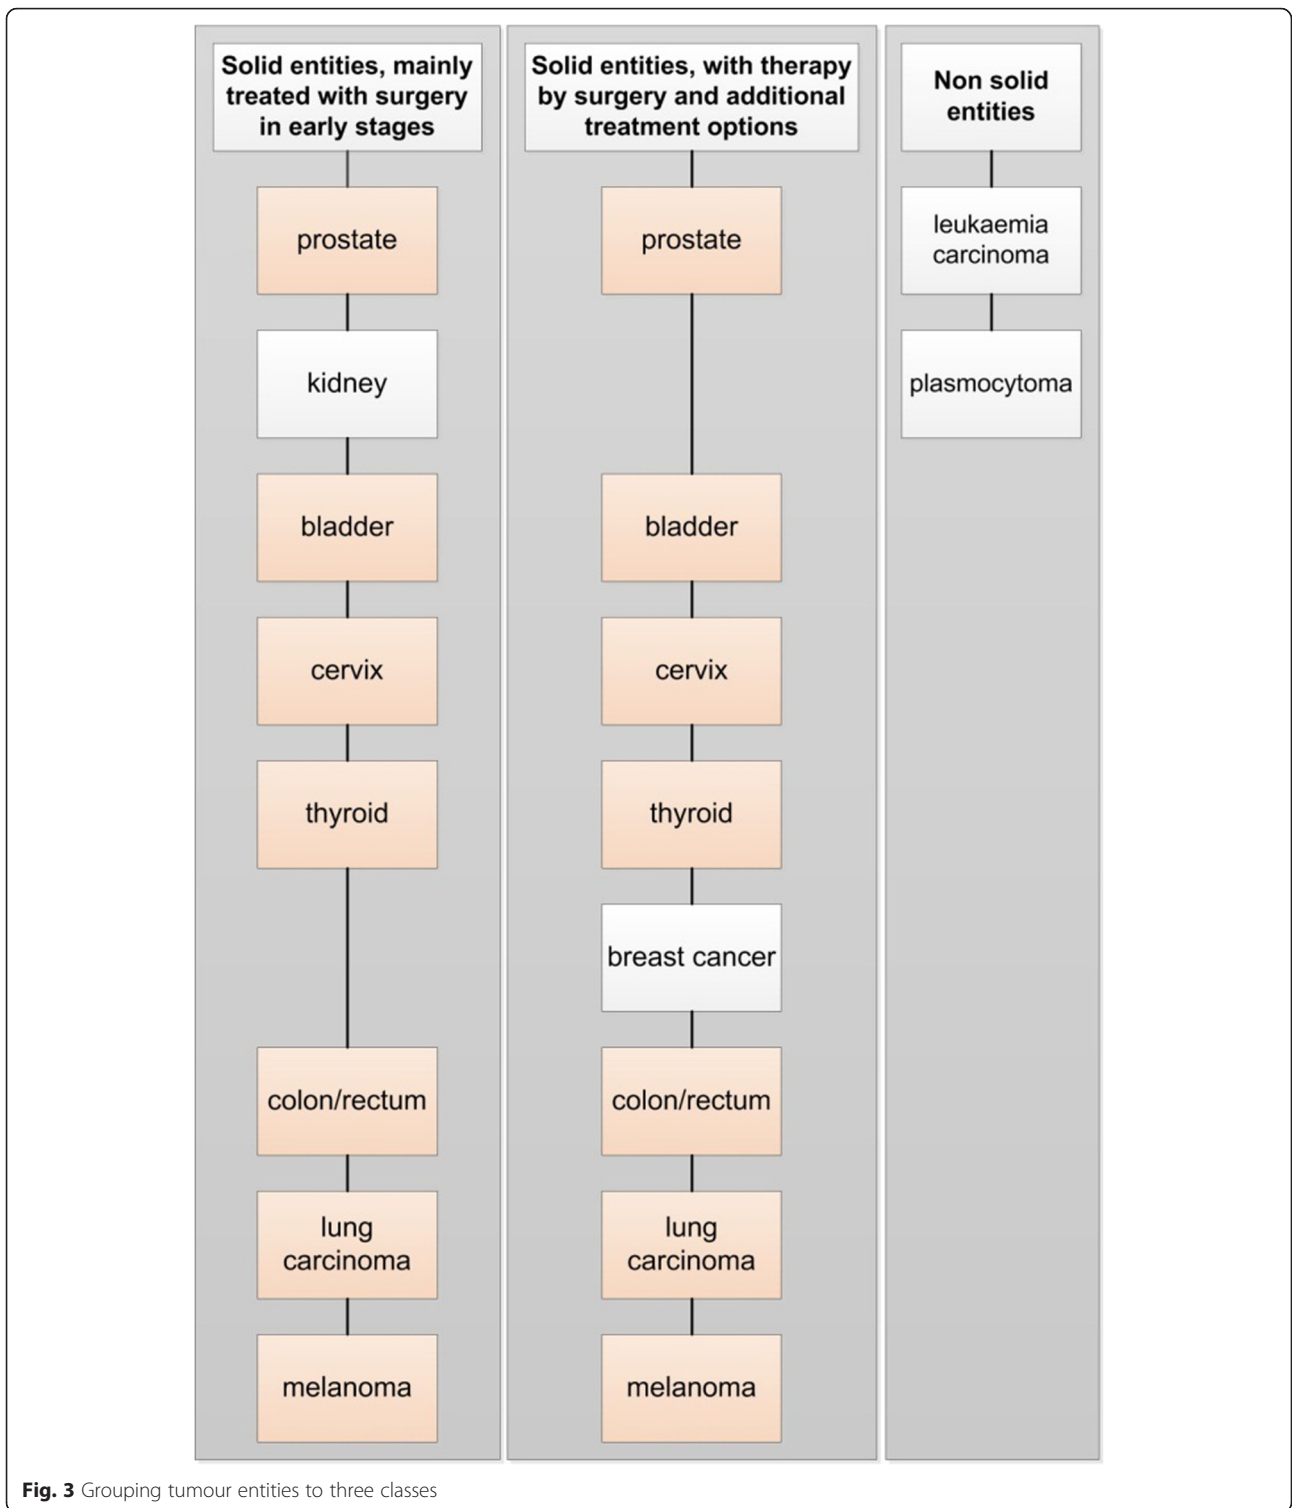 Solid entities, mainly
treated with surgery
in early stages
prostate
kidney
bladder
cervix
thyroid
colon/rectum
lung
carcinoma
melanoma
Solid entities, with therapy
by surgery and additional
treatment options
prostate
bladder
cervix
thyroid
breast cancer
colon/rectum
lung
carcinoma
melanoma
Non solid
entities
leukaemia
carcinoma
plasmocytoma
Fig. 3 Grouping tumour entities to three classes